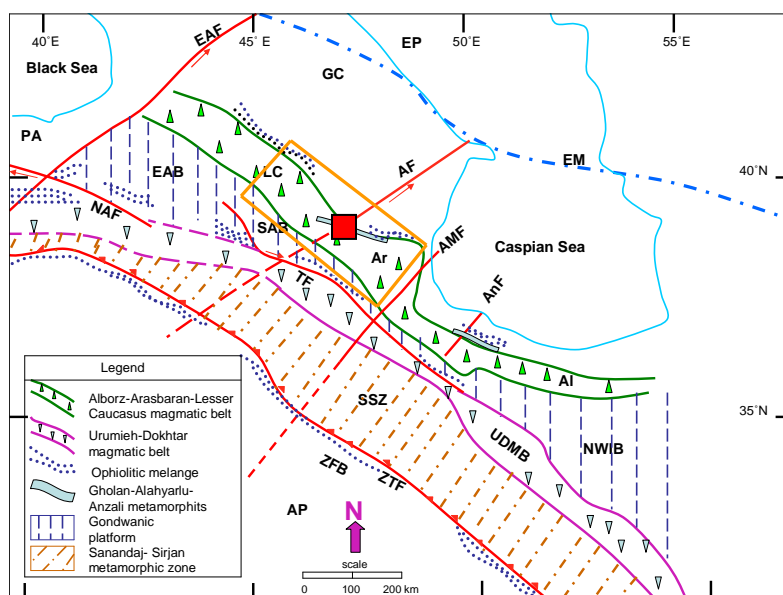 40˚E
45˚E
50˚E
55˚E
EAF
EP
Black Sea
GC
PA
AF
EM
40˚N
EAB
LC
NAF
SAB
Ar
AMF
Caspian Sea
TF
AnF
Al
SSZ
35˚N
UDMB
NWIB
ZFB
ZTF
AP
N
scale
0 100 200 km
Legend
Alborz-Arasbaran-Lesser
Caucasus magmatic belt
Urumieh-Dokhtar
magmatic belt
Ophiolitic melange
Gholan-Alahyarlu-
Anzali metamorphits
Gondwanic
platform
Sanandaj- Sirjan
metamorphic zone